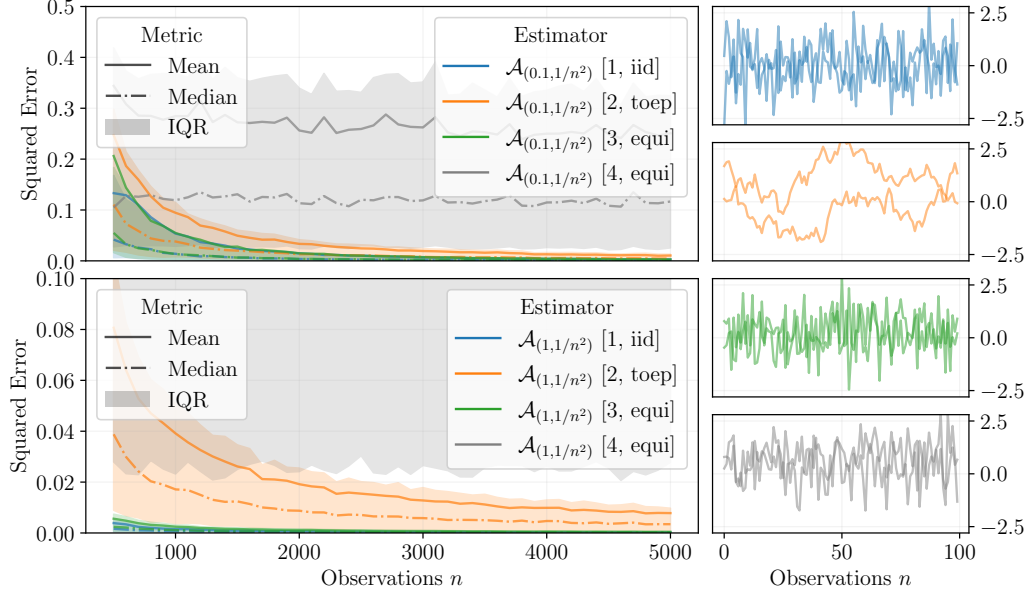 0.5
0.4
0.3
0.2
0.1
0.0
Squared Error
Metric
Mean
Median
IQR
Estimator
𝒜(0.1,1/n²) [1, iid]
𝒜(0.1,1/n²) [2, toep]
𝒜(0.1,1/n²) [3, equi]
𝒜(0.1,1/n²) [4, equi]
0.10
0.08
0.06
0.04
0.02
0.00
Squared Error
Metric
Mean
Median
IQR
Estimator
𝒜(1,1/n²) [1, iid]
𝒜(1,1/n²) [2, toep]
𝒜(1,1/n²) [3, equi]
𝒜(1,1/n²) [4, equi]
1000 2000 3000 4000 5000
Observations n
2.5
0.0
−2.5
2.5
0.0
−2.5
2.5
0.0
−2.5
2.5
0.0
−2.5
0 50 100
Observations n